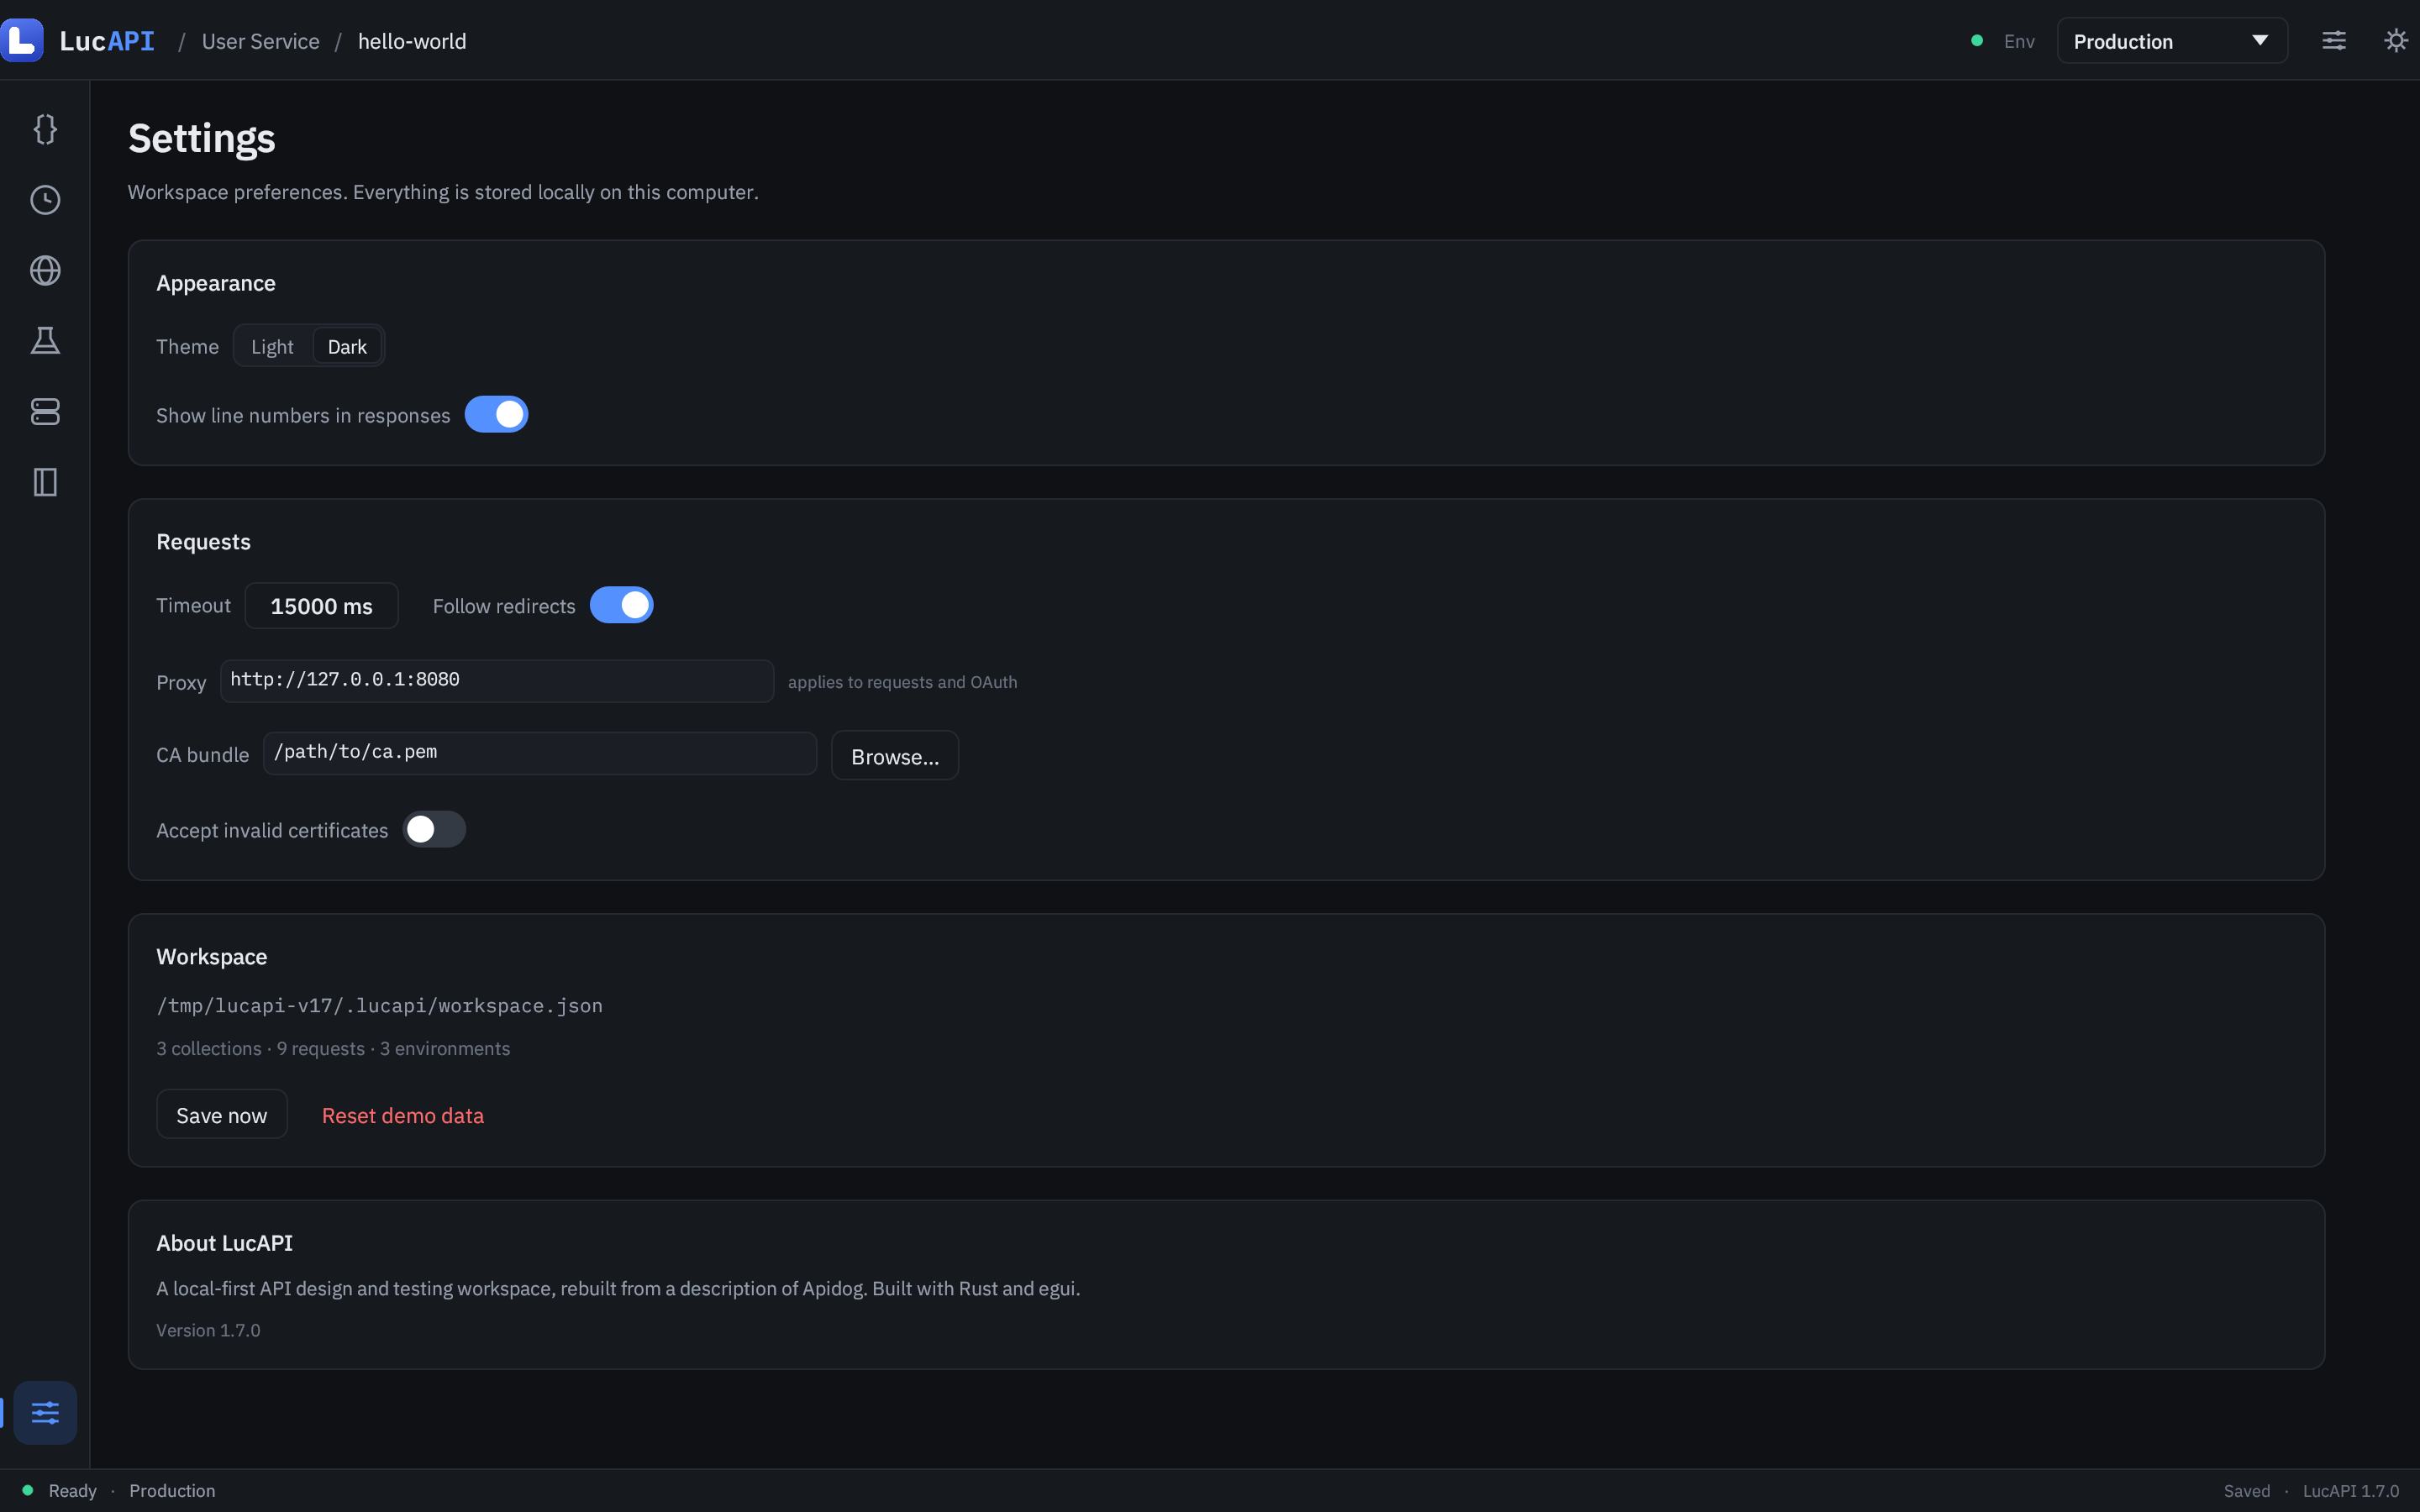 LucAPI / User Service / hello-world
Env Production
Settings
Workspace preferences. Everything is stored locally on this computer.
Appearance
Theme Light Dark
Show line numbers in responses
Requests
Timeout 15000 ms Follow redirects
Proxy http://127.0.0.1:8080 applies to requests and OAuth
CA bundle /path/to/ca.pem Browse...
Accept invalid certificates
Workspace
/tmp/lucapi-v17/.lucapi/workspace.json
3 collections · 9 requests · 3 environments
Save now Reset demo data
About LucAPI
A local-first API design and testing workspace, rebuilt from a description of Apidog. Built with Rust and egui.
Version 1.7.0
Ready · Production
Saved · LucAPI 1.7.0